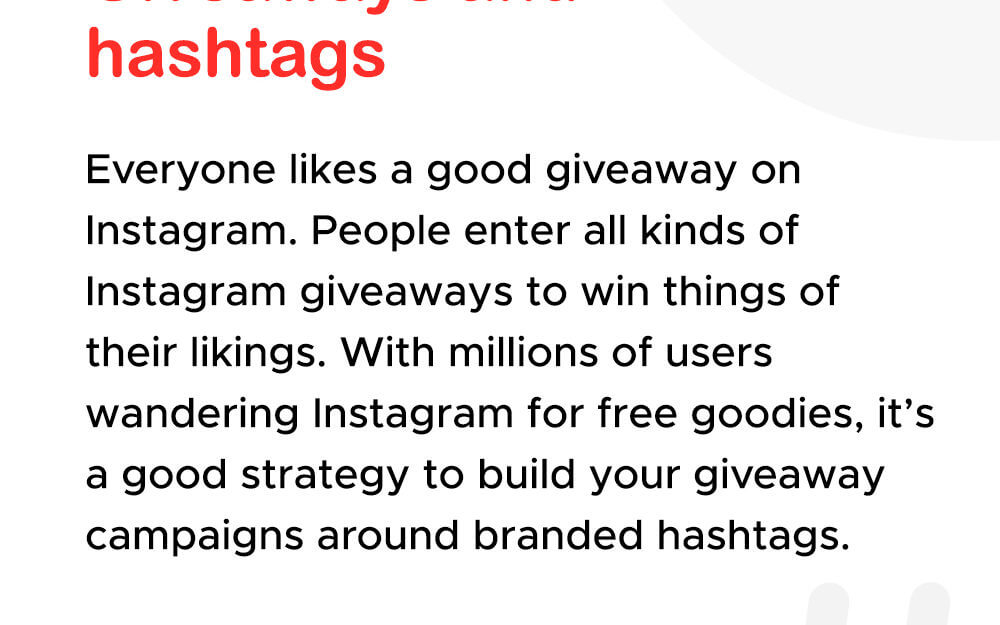 Giveaways and
hashtags
Everyone likes a good giveaway on
Instagram. People enter all kinds of
Instagram giveaways to win things of
their likings. With millions of users
wandering Instagram for free goodies, it’s
a good strategy to build your giveaway
campaigns around branded hashtags.